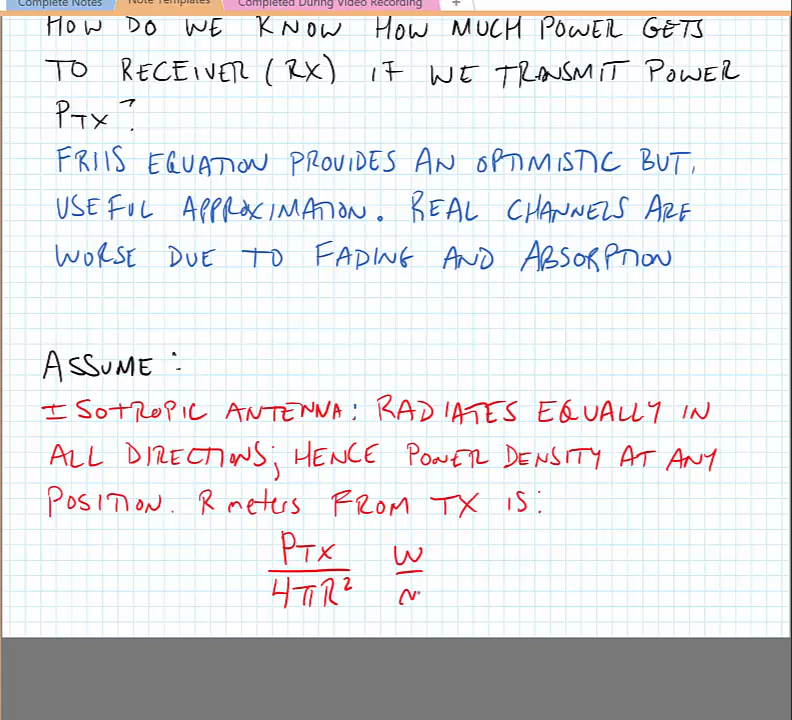 Complete Notes Note Templates Completed During Video Recording +
HOW DO WE KNOW HOW MUCH POWER GETS
TO RECEIVER (RX) IF WE TRANSMIT POWER
PTX?
FRIIS EQUATION PROVIDES AN OPTIMISTIC BUT,
USEFUL APPROXIMATION. REAL CHANNELS ARE
WORSE DUE TO FADING AND ABSORPTION
ASSUME:
ISOTROPIC ANTENNA: RADIATES EQUALLY IN
ALL DIRECTIONS; HENCE POWER DENSITY AT ANY
POSITION. R meters FROM TX IS:
PTX W
4πR² m